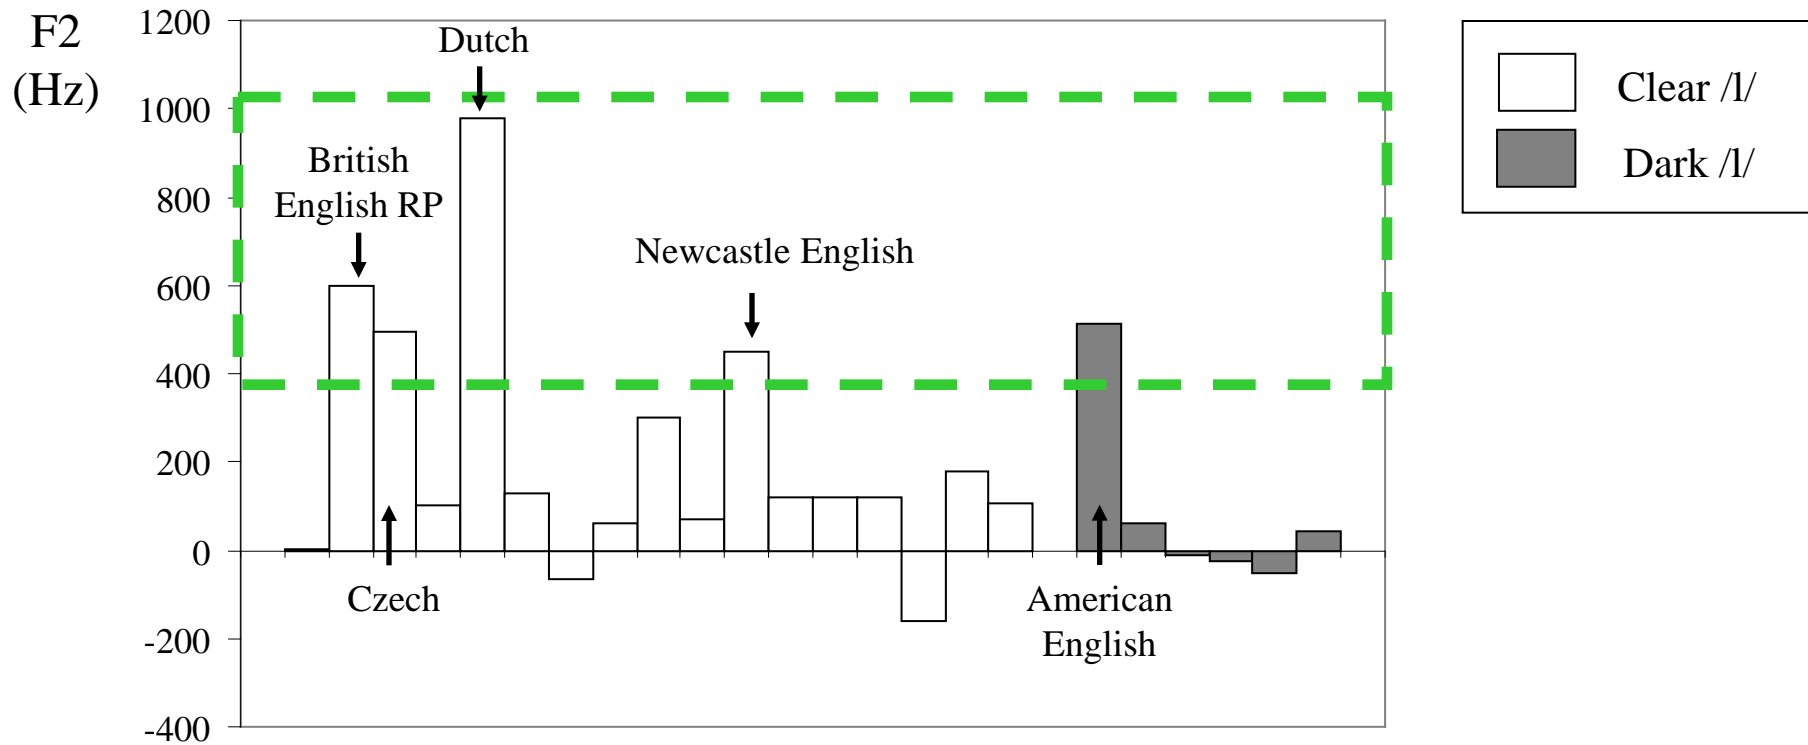 F2
(Hz)
1200
1000
800
600
400
200
0
-200
-400
Dutch
British
English RP
Newcastle English
Czech
American
English
Clear /l/
Dark /l/